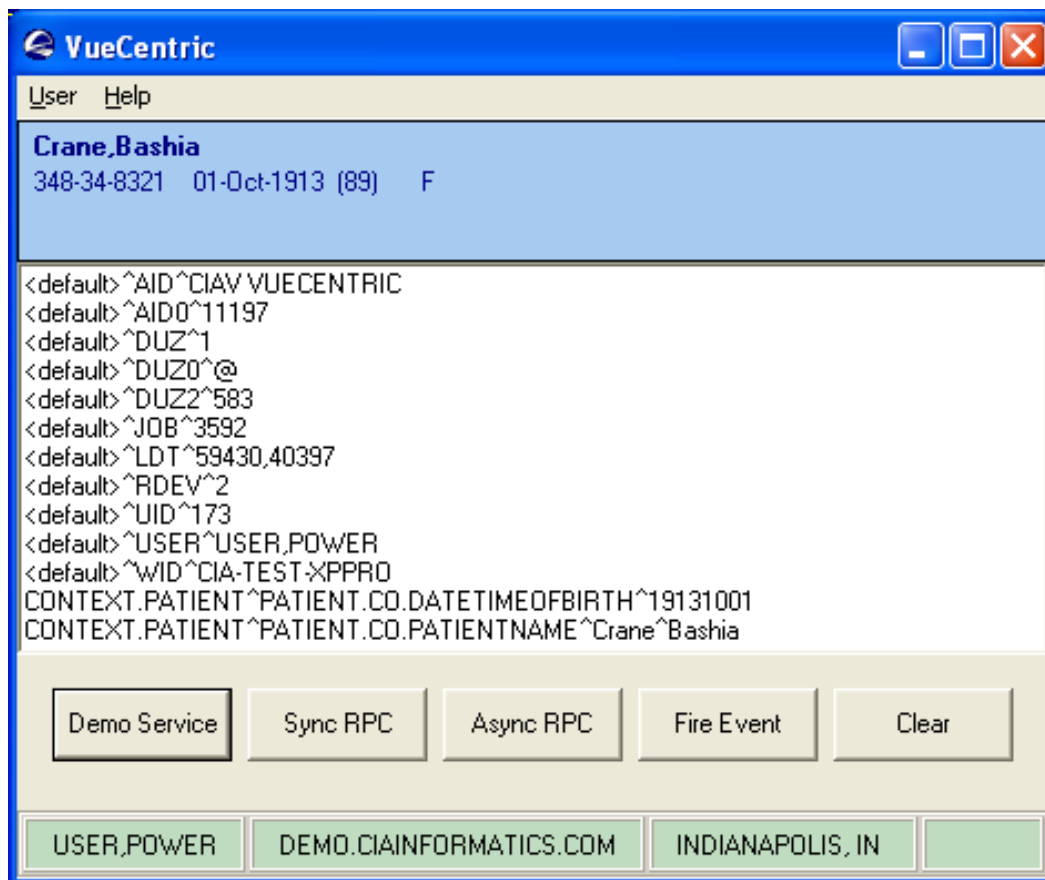 VueCentric
User Help
Crane,Bashia
348-34-8321 01-Oct-1913 (89) F
<default>^AID^CIAV VUECENTRIC
<default>^AID0^11197
<default>^DUZ^1
<default>^DUZ0^@
<default>^DUZ2^583
<default>^JOB^3592
<default>^LDT^59430,40397
<default>^RDEV^2
<default>^UID^173
<default>^USER^USER,POWER
<default>^WID^CIA-TEST-XPPRO
CONTEXT.PATIENT^PATIENT.CO.DATETIMEOFBIRTH^19131001
CONTEXT.PATIENT^PATIENT.CO.PATIENTNAME^Crane^Bashia
Demo Service Sync RPC Async RPC Fire Event Clear
USER,POWER DEMO.CIAINFORMATICS.COM INDIANAPOLIS, IN